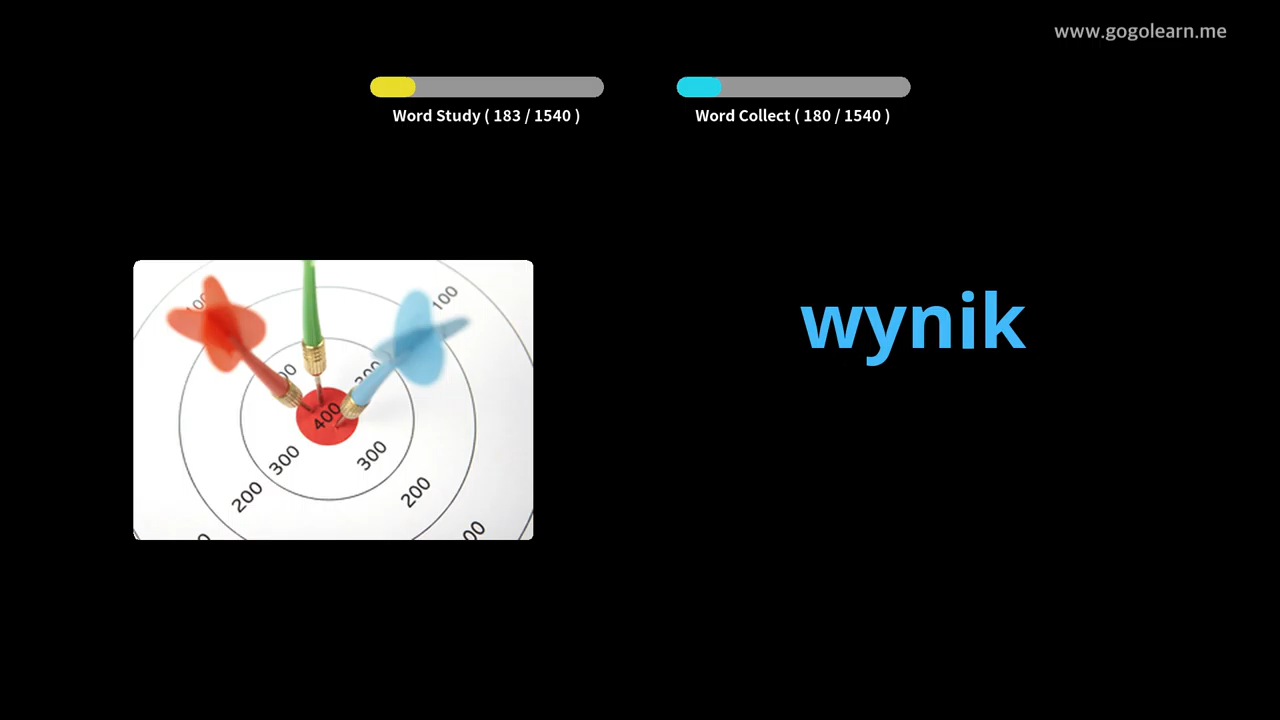 www.gogolearn.me
Word Study ( 183 / 1540 )
Word Collect ( 180 / 1540 )
wynik
100
100
200
400
300
300
200
200